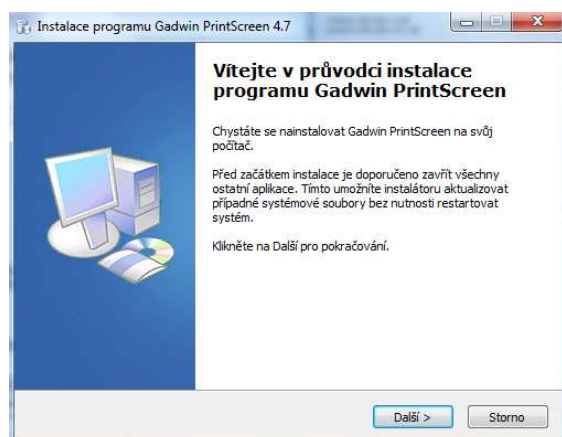 Instalace programu Gadwin PrintScreen 4.7
Vítejte v průvodci instalace
programu Gadwin PrintScreen
Chystáte se nainstalovat Gadwin PrintScreen na svůj
počítač.
Před začátkem instalace je doporučeno zavřít všechny
ostatní aplikace. Tímto umožníte instalátoru aktualizovat
případné systémové soubory bez nutnosti restartovat
systém.
Klikněte na Další pro pokračování.
Další >
Storno